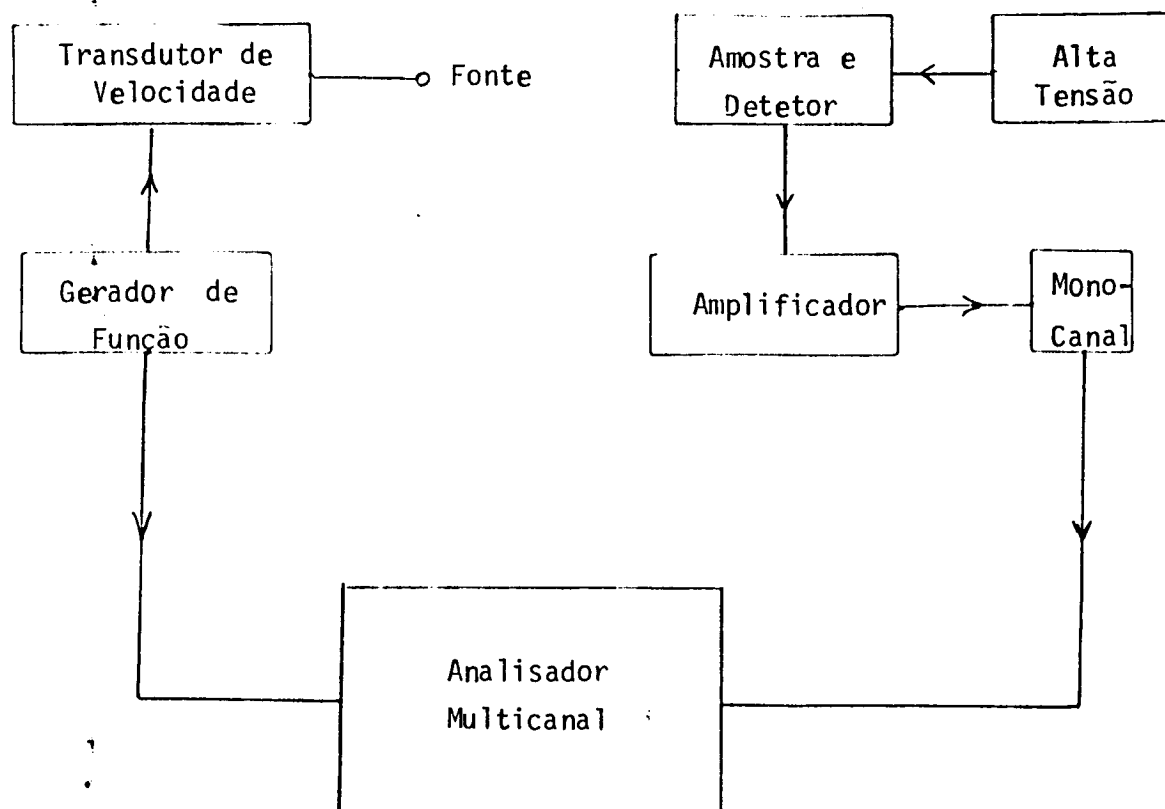 Transdutor de
Velocidade
Fonte
Amostra e
Detetor
Alta
Tensão
Gerador de
Função
Amplificador
Mono-
Canal
Analisador
Multicanal